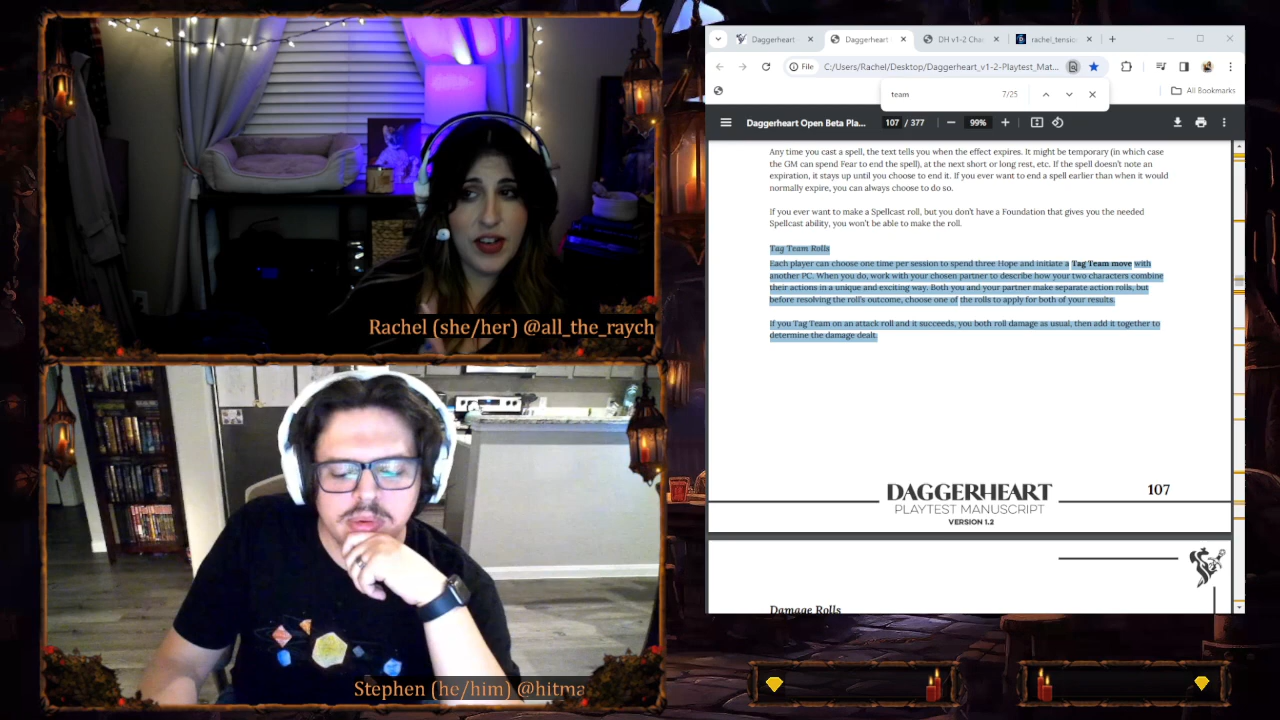 Rachel (she/her) @all_the_raych
Stephen (he/him) @hitma
Daggerheart
Daggerheart
DH v1-2 Cha
rachel_tensio
File
C:/Users/Rachel/Desktop/Daggerheart_v1-2-Playtest_Mat...
team
7/25
All Bookmarks
Daggerheart Open Beta Pla...
107 / 377
99%
Any time you cast a spell, the text tells you when the effect expires. It might be temporary (in which case
the GM can spend Fear to end the spell), at the next short or long rest, etc. If the spell doesn't note an
expiration, it stays up until you choose to end it. If you ever want to end a spell earlier than when it would
normally expire, you can always choose to do so.
If you ever want to make a Spellcast roll, but you don't have a Foundation that gives you the needed
Spellcast ability, you won't be able to make the roll.
Tag Team Rolls
Each player can choose one time per session to spend three Hope and initiate a Tag Team move with
another PC. When you do, work with your chosen partner to describe how your two characters combine
their actions in a unique and exciting way. Both you and your partner make separate action rolls, but
before resolving the roll's outcome, choose one of the rolls to apply for both of your results.
If you Tag Team on an attack roll and it succeeds, you both roll damage as usual, then add it together to
determine the damage dealt.
DAGGERHEART
107
PLAYTEST MANUSCRIPT
VERSION 1.2
Damage Rolls